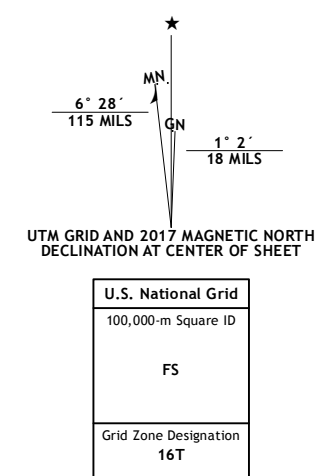 ★
MN.
6° 28´
115 MILS
GN
1° 2´
18 MILS
UTM GRID AND 2017 MAGNETIC NORTH
DECLINATION AT CENTER OF SHEET
U.S. National Grid
100,000-m Square ID
FS
Grid Zone Designation
16T